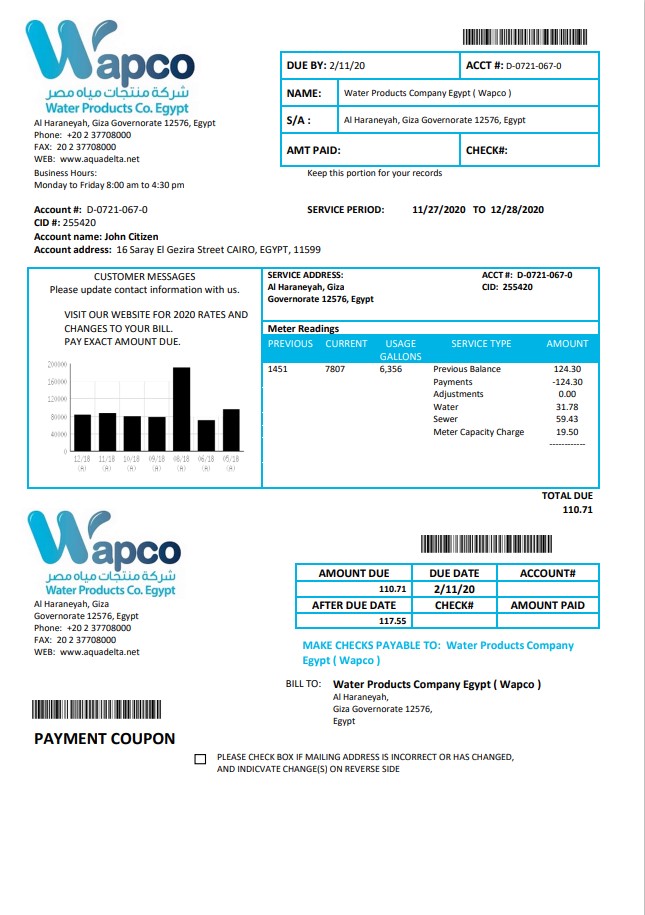 Wapco
شركة منتجات مياه مصر
Water Products Co. Egypt
Al Haraneyah, Giza Governorate 12576, Egypt
Phone: +20 2 37708000
FAX: 20 2 37708000
WEB: www.aquadelta.net
Business Hours:
Monday to Friday 8:00 am to 4:30 pm
DUE BY: 2/11/20 ACCT #: D-0721-067-0
NAME: Water Products Company Egypt ( Wapco )
S/A : Al Haraneyah, Giza Governorate 12576, Egypt
AMT PAID: CHECK#:
Keep this portion for your records
Account #: D-0721-067-0
CID #: 255420
Account name: John Citizen
Account address: 16 Saray El Gezira Street CAIRO, EGYPT, 11599
SERVICE PERIOD: 11/27/2020 TO 12/28/2020
CUSTOMER MESSAGES
Please update contact information with us.
VISIT OUR WEBSITE FOR 2020 RATES AND
CHANGES TO YOUR BILL.
PAY EXACT AMOUNT DUE.
200000
160000
120000
80000
40000
0
12/18 11/18 10/18 09/18 08/18 06/18 05/18
(A) (A) (A) (A) (A) (A) (A)
SERVICE ADDRESS: ACCT #: D-0721-067-0
Al Haraneyah, Giza CID: 255420
Governorate 12576, Egypt
Meter Readings
PREVIOUS CURRENT USAGE SERVICE TYPE AMOUNT
GALLONS
1451 7807 6,356 Previous Balance 124.30
Payments -124.30
Adjustments 0.00
Water 31.78
Sewer 59.43
Meter Capacity Charge 19.50
------------
TOTAL DUE
110.71
Wapco
شركة منتجات مياه مصر
Water Products Co. Egypt
Al Haraneyah, Giza
Governorate 12576, Egypt
Phone: +20 2 37708000
FAX: 20 2 37708000
WEB: www.aquadelta.net
AMOUNT DUE DUE DATE ACCOUNT#
110.71 2/11/20
AFTER DUE DATE CHECK# AMOUNT PAID
117.55
MAKE CHECKS PAYABLE TO: Water Products Company
Egypt ( Wapco )
BILL TO: Water Products Company Egypt ( Wapco )
Al Haraneyah,
Giza Governorate 12576,
Egypt
PAYMENT COUPON
PLEASE CHECK BOX IF MAILING ADDRESS IS INCORRECT OR HAS CHANGED,
AND INDICVATE CHANGE(S) ON REVERSE SIDE